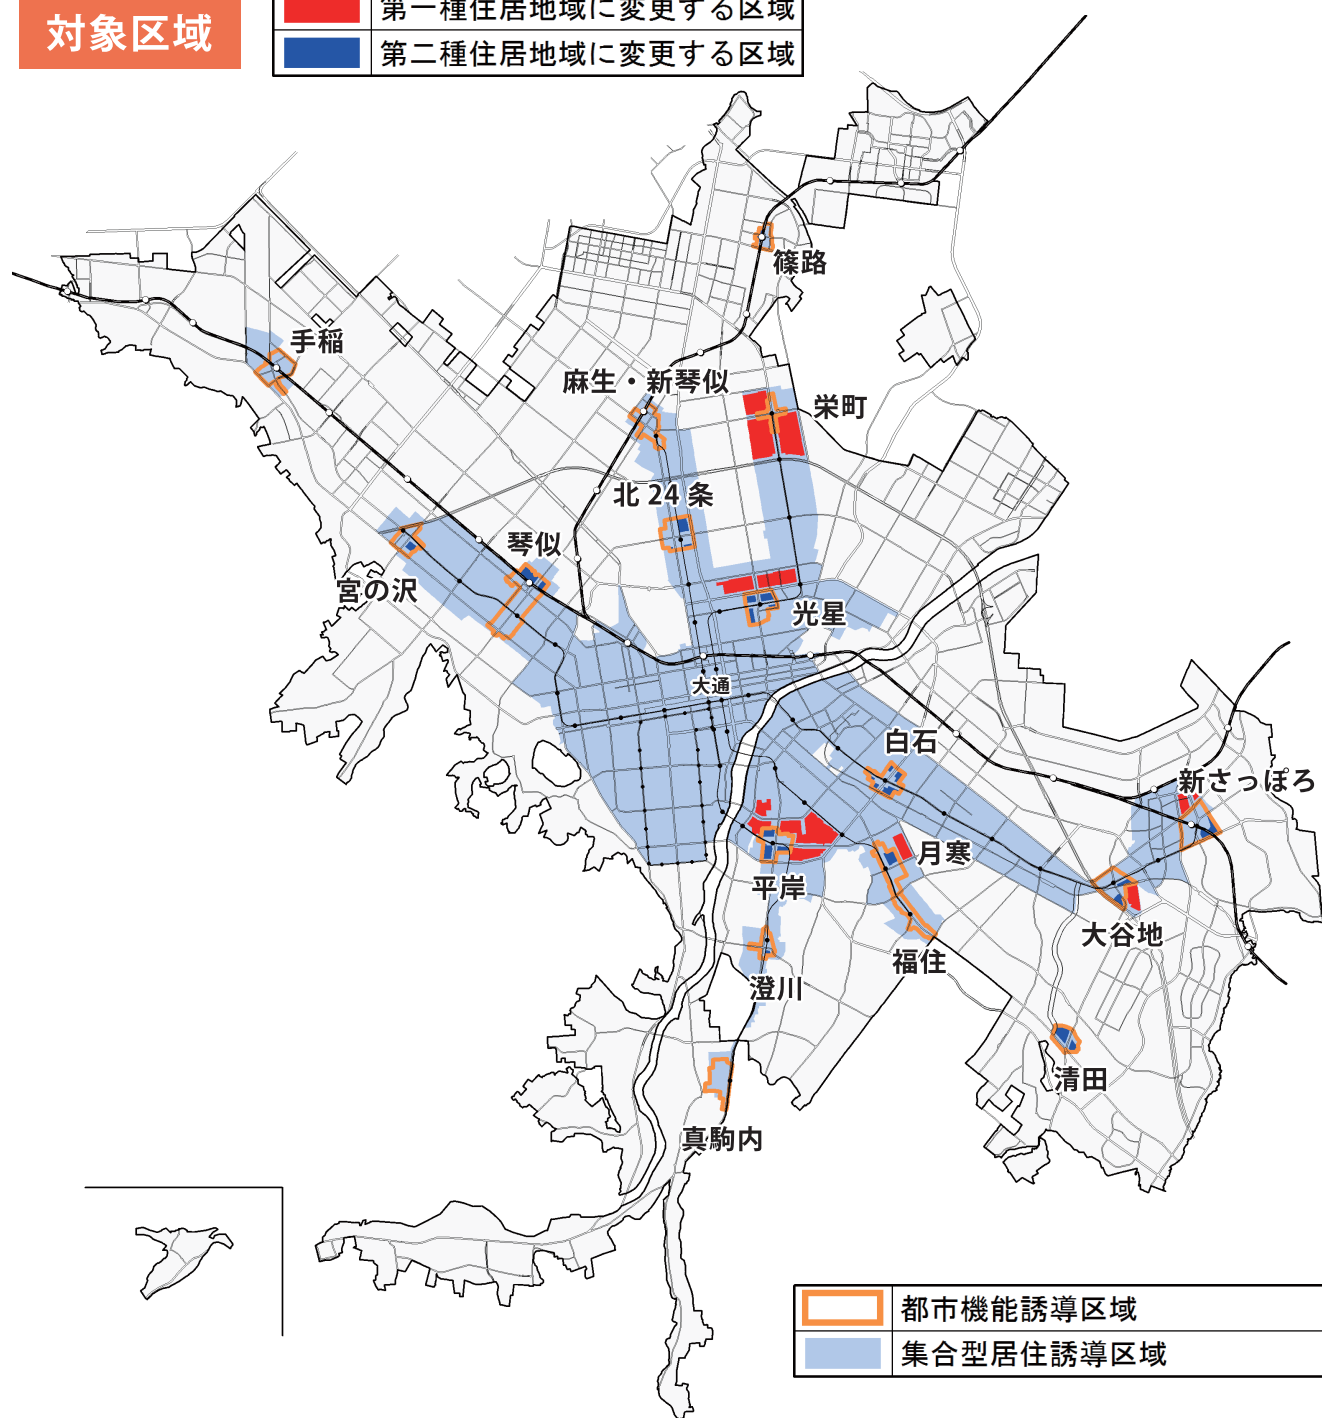 対象区域
第一種住居地域に変更する区域
第二種住居地域に変更する区域
篠路
手稲
麻生・新琴似
栄町
北24条
琴似
宮の沢
光星
大通
白石
新さっぽろ
月寒
平岸
大谷地
福住
澄川
清田
真駒内
都市機能誘導区域
集合型居住誘導区域